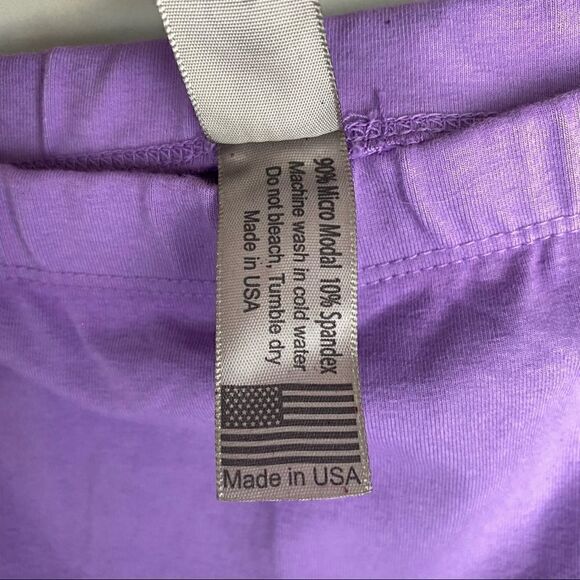 90% Micro Modal 10% Spandex
Machine wash in cold water
Do not bleach, Tumble dry
Made in USA
Made in USA